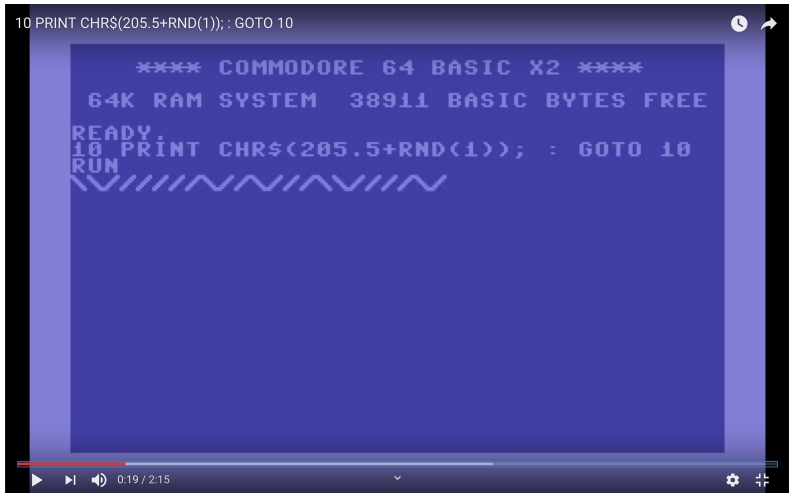 10 PRINT CHR$(205.5+RND(1)); : GOTO 10
**** COMMODORE 64 BASIC X2 ****
64K RAM SYSTEM 38911 BASIC BYTES FREE
READY.
10 PRINT CHR$(205.5+RND(1)); : GOTO 10
RUN
0:19 / 2:15